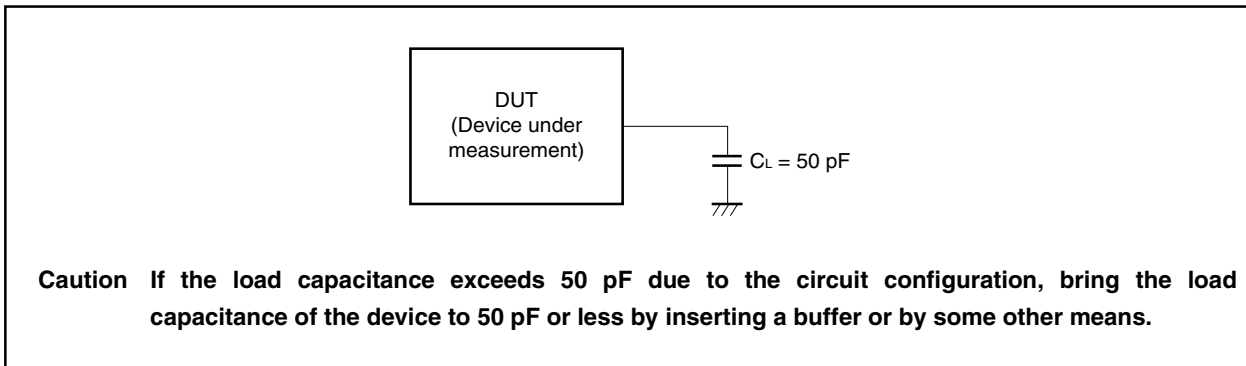 DUT
(Device under
measurement)
CL = 50 pF
Caution If the load capacitance exceeds 50 pF due to the circuit configuration, bring the load
capacitance of the device to 50 pF or less by inserting a buffer or by some other means.